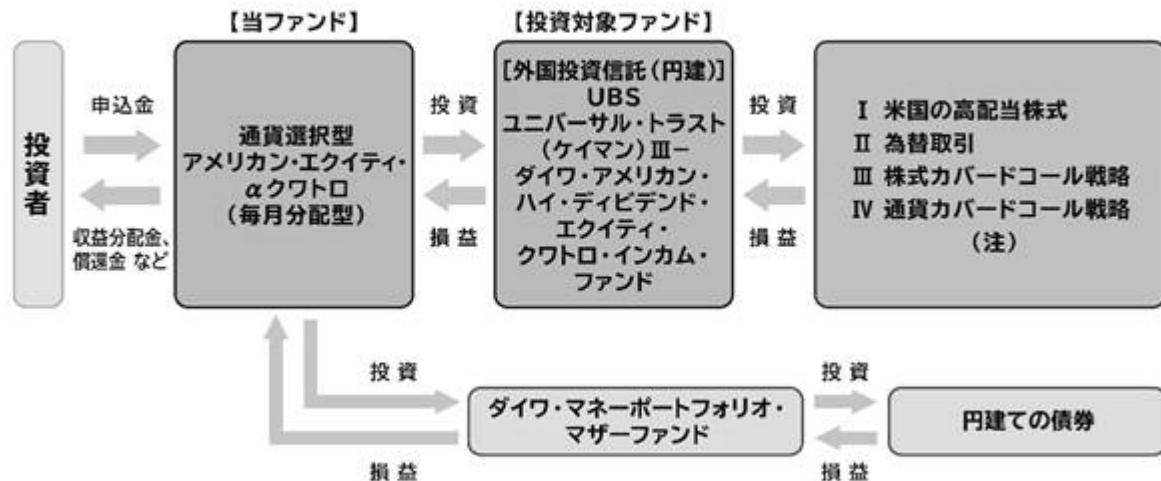 【当ファンド】
【投資対象ファンド】
投資者
申込金
収益分配金、
償還金 など
通貨選択型
アメリカン・エクイティ・
αクワトロ
（毎月分配型）
投 資
損 益
［外国投資信託（円建）］
UBS
ユニバーサル・トラスト
（ケイマン）Ⅲ－
ダイワ・アメリカン・
ハイ・ディビデンド・
エクイティ・
クワトロ・インカム・
ファンド
投 資
損 益
Ⅰ 米国の高配当株式
Ⅱ 為替取引
Ⅲ 株式カバードコール戦略
Ⅳ 通貨カバードコール戦略
（注）
投 資
損 益
ダイワ・マネーポートフォリオ・
マザーファンド
投 資
損 益
円建ての債券